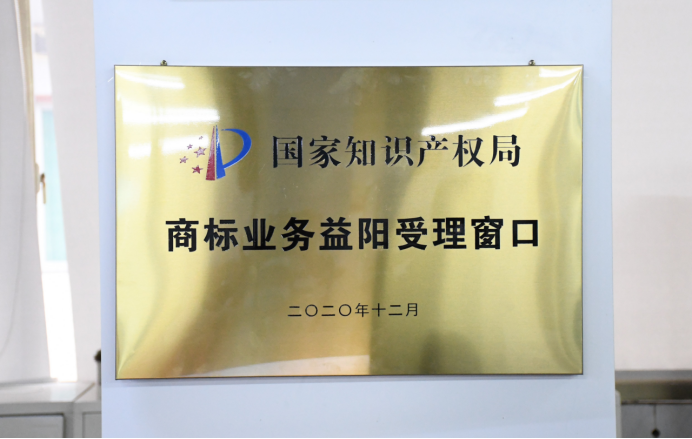 国家知识产权局
商标业务益阳受理窗口
二〇二〇年十二月